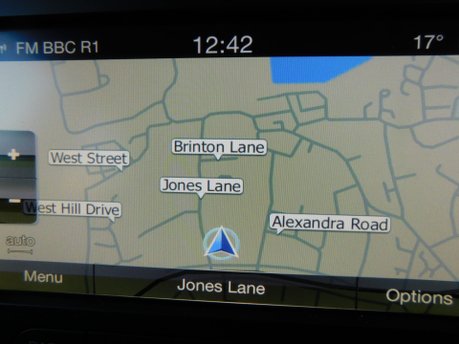 FM BBC R1
12:42
17°
Brinton Lane
West Street
Jones Lane
West Hill Drive
Alexandra Road
+
−
auto
Menu
Jones Lane
Options